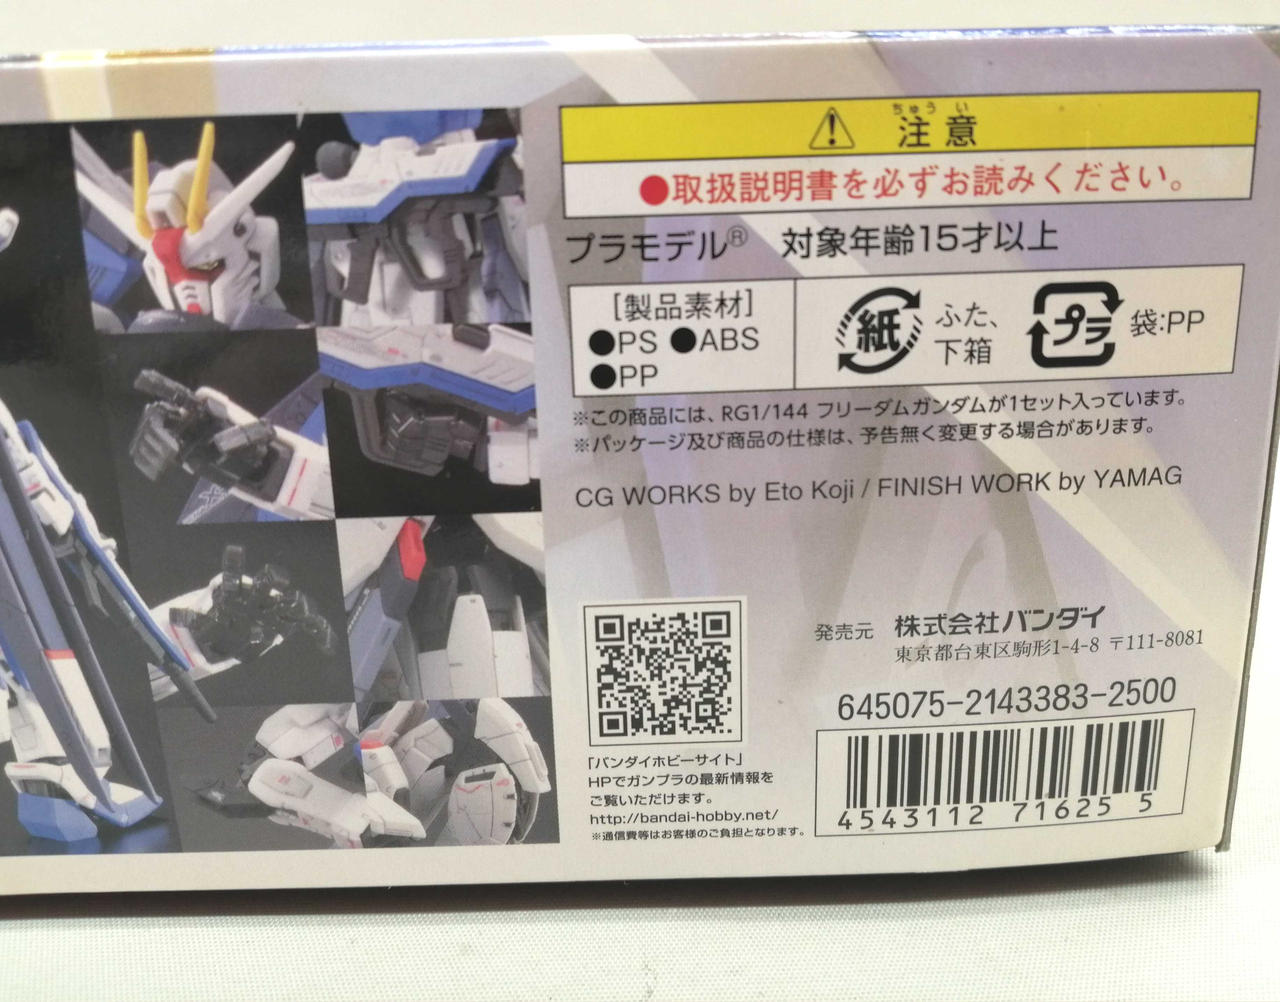 ちゅう い
注意
●取扱説明書を必ずお読みください。
プラモデル® 対象年齢15才以上
[製品素材]
●PS ●ABS
●PP
紙
ふた、
下箱
プラ
袋:PP
※この商品には、RG1/144 フリーダムガンダムが1セット入っています。
※パッケージ及び商品の仕様は、予告無く変更する場合があります。
CG WORKS by Eto Koji / FINISH WORK by YAMAG
「バンダイホビーサイト」
HPでガンプラの最新情報を
ご覧いただけます。
http://bandai-hobby.net/
※通信費等はお客様のご負担となります。
発売元 株式会社バンダイ
東京都台東区駒形1-4-8 〒111-8081
645075-2143383-2500
4543112 71625 5